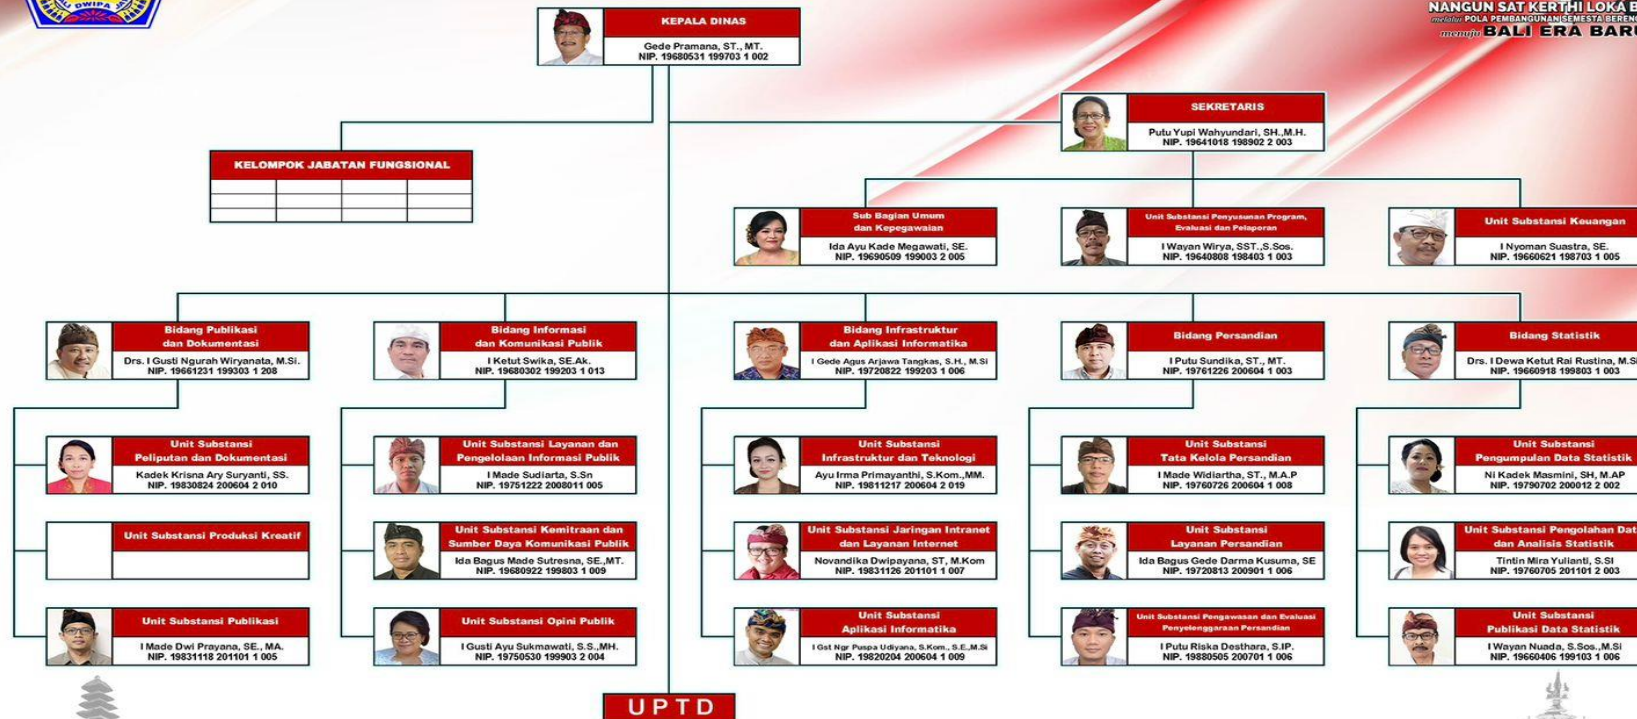 BALI DWIPA JAYA
NANGUN SAT KERTHI LOKA B
melalui POLA PEMBANGUNAN SEMESTA BERENC
menuju BALI ERA BARU
KEPALA DINAS
Gede Pramana, ST., MT.
NIP. 19680531 199703 1 002
SEKRETARIS
Putu Yupi Wahyundari, SH.,M.H.
NIP. 19641018 198902 2 003
KELOMPOK JABATAN FUNGSIONAL
Sub Bagian Umum
dan Kepegawaian
Ida Ayu Kade Megawati, SE.
NIP. 19690509 199003 2 005
Unit Substansi Penyusunan Program,
Evaluasi dan Pelaporan
I Wayan Wirya, SST.,S.Sos.
NIP. 19640808 198403 1 003
Unit Substansi Keuangan
I Nyoman Suastra, SE.
NIP. 19660621 198703 1 005
Bidang Publikasi
dan Dokumentasi
Drs. I Gusti Ngurah Wiryanata, M.Si.
NIP. 19661231 199303 1 208
Bidang Informasi
dan Komunikasi Publik
I Ketut Swika, SE.Ak.
NIP. 19680302 199203 1 013
Bidang Infrastruktur
dan Aplikasi Informatika
I Gede Agus Arjawa Tangkas, S.H., M.Si
NIP. 19720822 199203 1 006
Bidang Persandian
I Putu Sundika, ST., MT.
NIP. 19761226 200604 1 003
Bidang Statistik
Drs. I Dewa Ketut Rai Rustina, M.Si
NIP. 19660918 199803 1 003
Unit Substansi
Peliputan dan Dokumentasi
Kadek Krisna Ary Suryanti, SS.
NIP. 19830824 200604 2 010
Unit Substansi Layanan dan
Pengelolaan Informasi Publik
I Made Sudiarta, S.Sn
NIP. 19751222 2008011 005
Unit Substansi
Infrastruktur dan Teknologi
Ayu Irma Primayanthi, S.Kom.,MM.
NIP. 19811217 200604 2 019
Unit Substansi
Tata Kelola Persandian
I Made Widiartha, ST., M.A.P
NIP. 19760726 200604 1 008
Unit Substansi
Pengumpulan Data Statistik
Ni Kadek Masmini, SH, M.AP
NIP. 19790702 200012 2 002
Unit Substansi Produksi Kreatif
Unit Substansi Kemitraan dan
Sumber Daya Komunikasi Publik
Ida Bagus Made Sutresna, SE.,MT.
NIP. 19680922 199803 1 009
Unit Substansi Jaringan Intranet
dan Layanan Internet
Novandika Dwipayana, ST, M.Kom
NIP. 19831126 201101 1 007
Unit Substansi
Layanan Persandian
Ida Bagus Gede Darma Kusuma, SE
NIP. 19720813 200901 1 006
Unit Substansi Pengolahan Dat
dan Analisis Statistik
Tintin Mira Yulianti, S.SI
NIP. 19760705 201101 2 003
Unit Substansi Publikasi
I Made Dwi Prayana, SE., MA.
NIP. 19831118 201101 1 005
Unit Substansi Opini Publik
I Gusti Ayu Sukmawati, S.S.,MH.
NIP. 19750530 199903 2 004
Unit Substansi
Aplikasi Informatika
I Gst Ngr Puspa Udiyana, S.Kom., S.E.,M.Si
NIP. 19820204 200604 1 009
Unit Substansi Pengawasan dan Evaluasi
Penyelenggaraan Persandian
I Putu Riska Desthara, S.IP.
NIP. 19880505 200701 1 006
Unit Substansi
Publikasi Data Statistik
I Wayan Nuada, S.Sos.,M.Si
NIP. 19660406 199103 1 006
UPTD